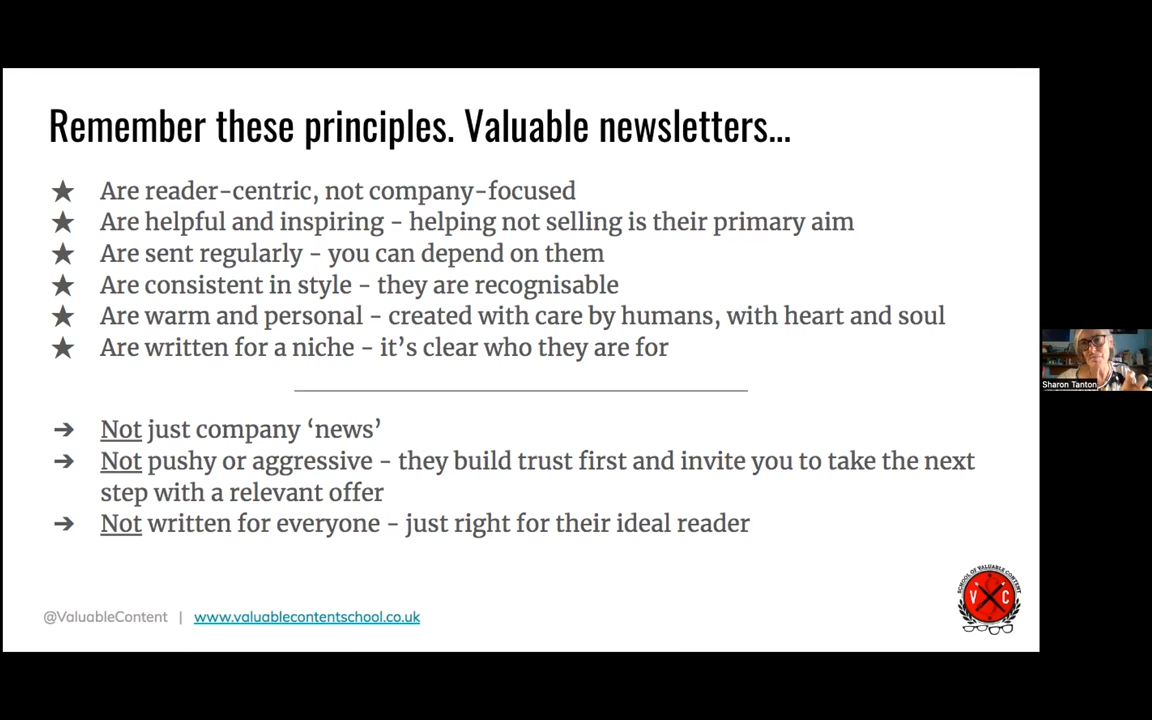 Remember these principles. Valuable newsletters...
★ Are reader-centric, not company-focused
★ Are helpful and inspiring - helping not selling is their primary aim
★ Are sent regularly - you can depend on them
★ Are consistent in style - they are recognisable
★ Are warm and personal - created with care by humans, with heart and soul
★ Are written for a niche - it’s clear who they are for
➔ Not just company ‘news’
➔ Not pushy or aggressive - they build trust first and invite you to take the next
step with a relevant offer
➔ Not written for everyone - just right for their ideal reader
@ValuableContent | www.valuablecontentschool.co.uk
SCHOOL OF VALUABLE CONTENT
V C
Sharon Tanton